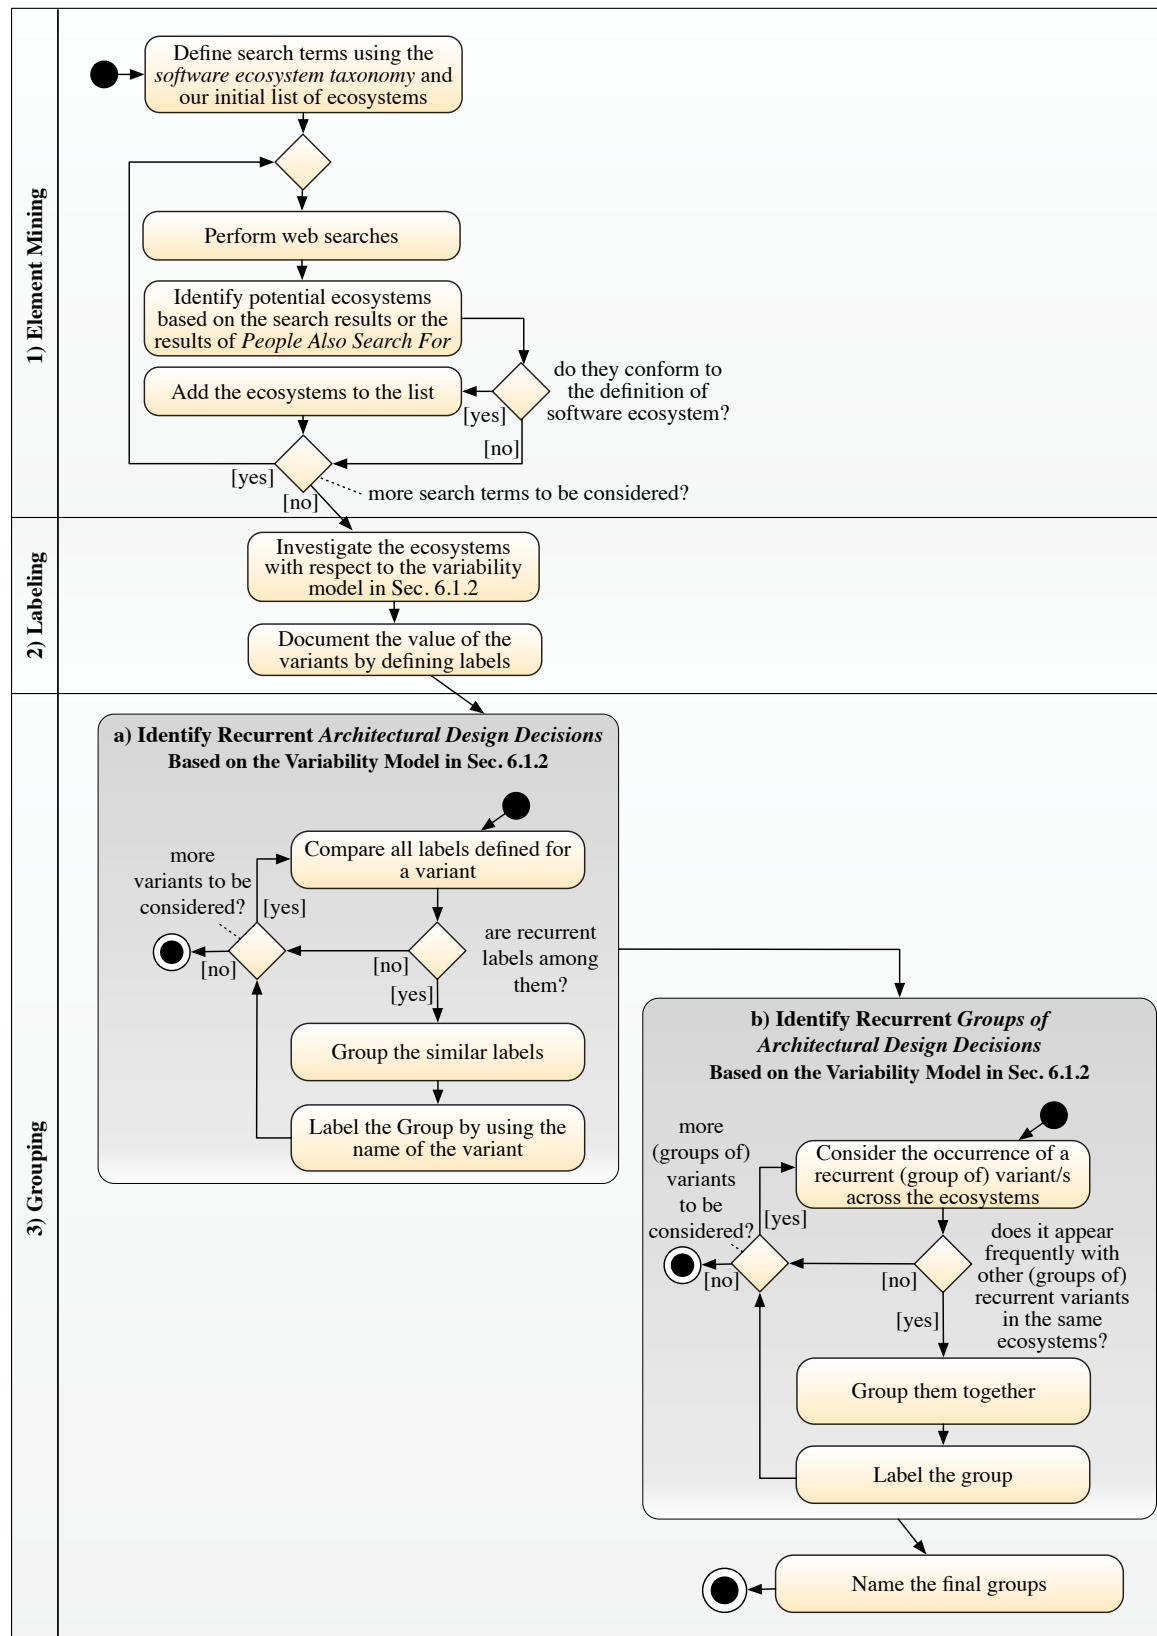 1) Element Mining
Define search terms using the
software ecosystem taxonomy and
our initial list of ecosystems
Perform web searches
Identify potential ecosystems
based on the search results or the
results of People Also Search For
do they conform to
the definition of
software ecosystem?
Add the ecosystems to the list
[yes]
[no]
[yes]
[no]
more search terms to be considered?
2) Labeling
Investigate the ecosystems
with respect to the variability
model in Sec. 6.1.2
Document the value of the
variants by defining labels
3) Grouping
a) Identify Recurrent Architectural Design Decisions
Based on the Variability Model in Sec. 6.1.2
Compare all labels defined for
a variant
more
variants to be
considered?
[yes]
[no]
are recurrent
labels among
them?
[no]
[yes]
Group the similar labels
Label the Group by using the
name of the variant
b) Identify Recurrent Groups of
Architectural Design Decisions
Based on the Variability Model in Sec. 6.1.2
more
(groups of)
variants
to be
considered?
Consider the occurrence of a
recurrent (group of) variant/s
across the ecosystems
[yes]
[no]
does it appear
frequently with
other (groups of)
recurrent variants
in the same
ecosystems?
[no]
[yes]
Group them together
Label the group
Name the final groups